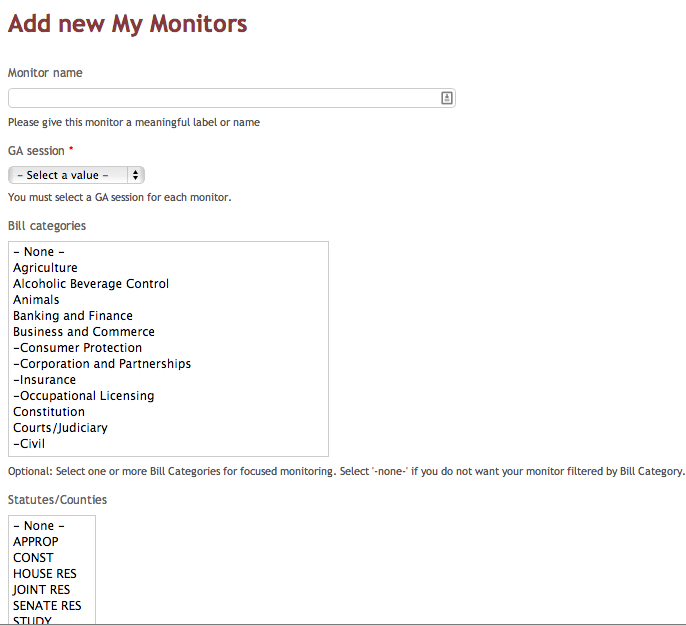 Add new My Monitors
Monitor name
Please give this monitor a meaningful label or name
GA session *
- Select a value -
You must select a GA session for each monitor.
Bill categories
- None -
Agriculture
Alcoholic Beverage Control
Animals
Banking and Finance
Business and Commerce
-Consumer Protection
-Corporation and Partnerships
-Insurance
-Occupational Licensing
Constitution
Courts/Judiciary
-Civil
Optional: Select one or more Bill Categories for focused monitoring. Select '-none-' if you do not want your monitor filtered by Bill Category.
Statutes/Counties
- None -
APPROP
CONST
HOUSE RES
JOINT RES
SENATE RES
STUDY